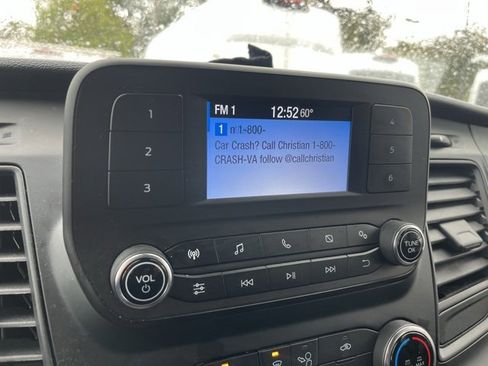 FM 1 12:52 60°
1 n 1-800-
Car Crash? Call Christian 1-800-
CRASH-VA follow @callchristian
1
2
3
4
5
6
VOL
TUNE
OK